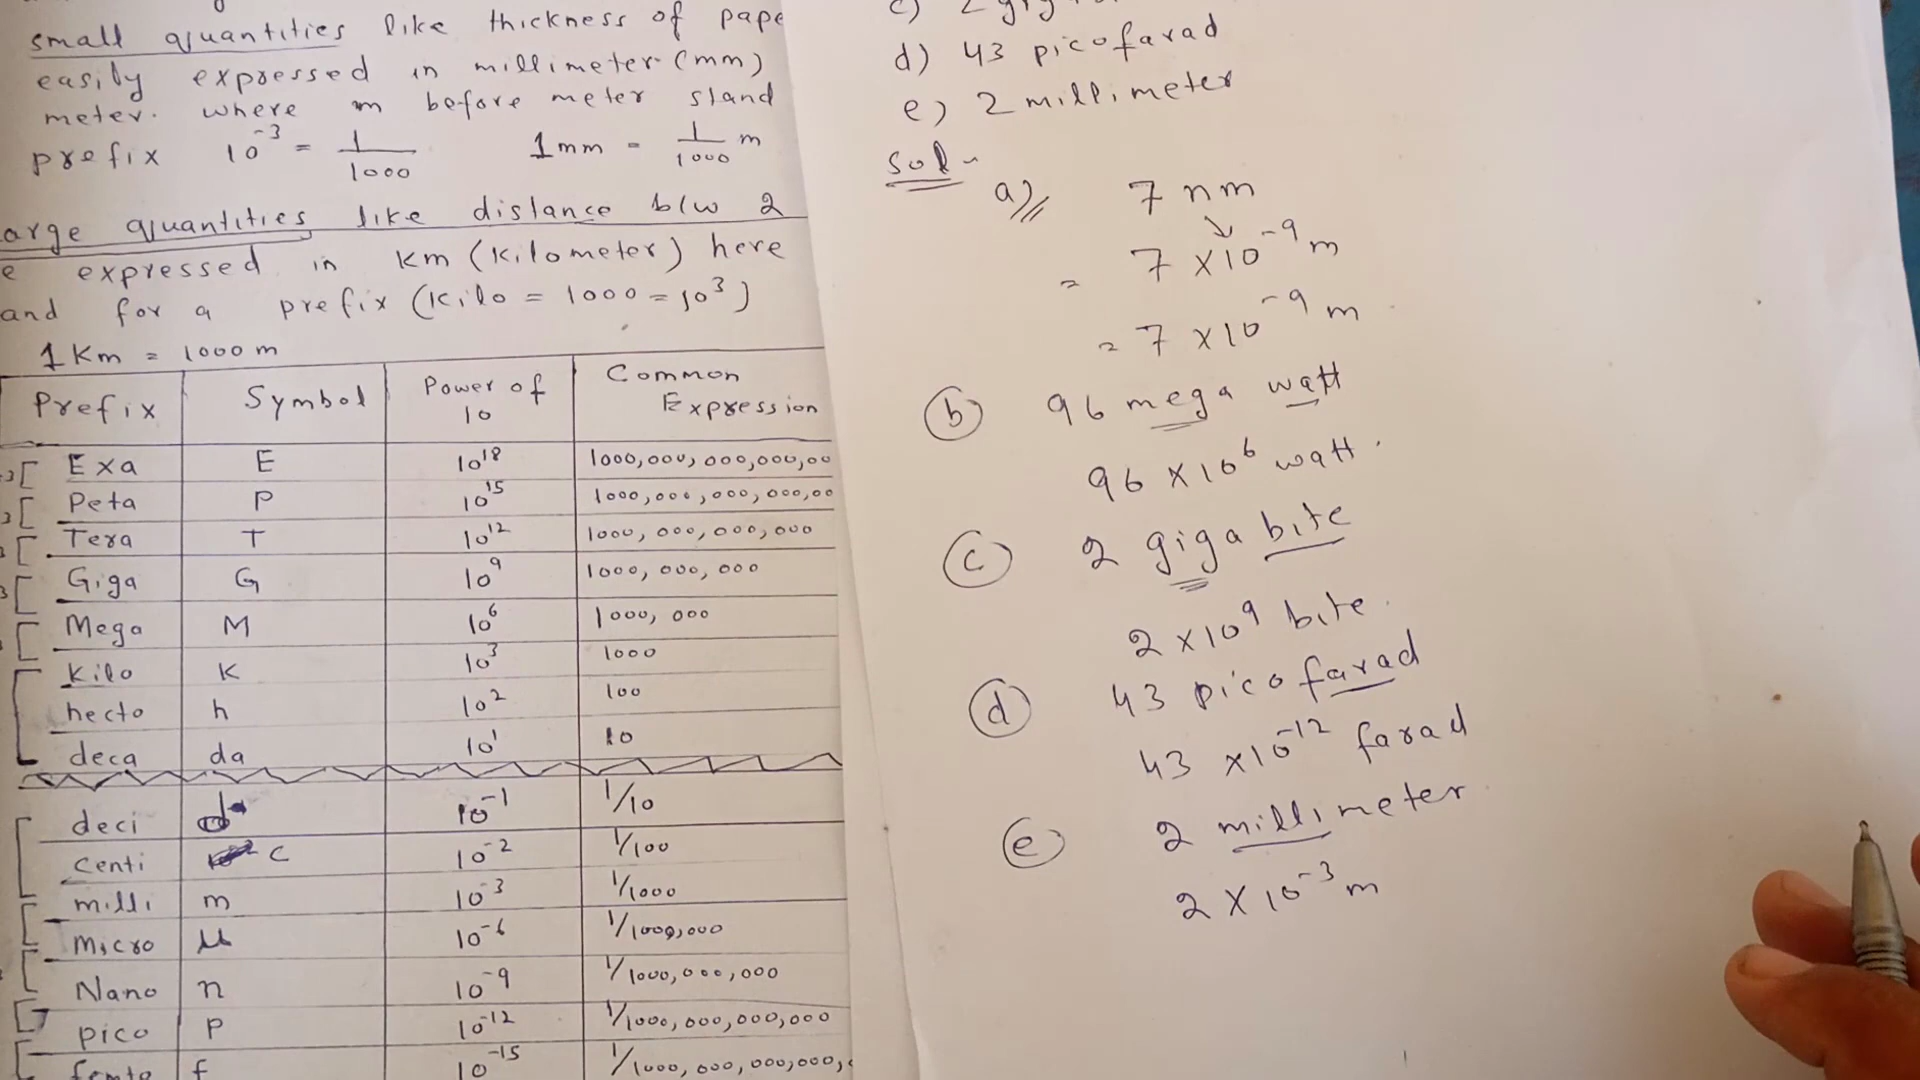 small quantities like thickness of pape
easily expressed in millimeter (mm)
meter. where m before meter stand
prefix 10^-3 = 1/1000 1mm = 1/1000 m
arge quantities, like distance b/w 2
e expressed in Km (kilometer) here
and for a prefix (kilo = 1000 = 10^3)
1 Km = 1000 m
Prefix Symbol Power of 10 Common Expression
Exa E 10^18 1000,000,000,000,00
Peta P 10^15 1000,000,000,000,00
Tera T 10^12 1000,000,000,000
Giga G 10^9 1000,000,000
Mega M 10^6 1000,000
kilo K 10^3 1000
hecto h 10^2 100
deca da 10^1 10
deci d 10^-1 1/10
centi c 10^-2 1/100
milli m 10^-3 1/1000
Micro μ 10^-6 1/1000,000
Nano n 10^-9 1/1000,000,000
pico p 10^-12 1/1000,000,000,000
femto f 10^-15 1/1000,000,000,000,
d) 43 picofarad
e) 2 millimeter
Sol-
a) 7 nm
= 7 x 10^-9 m
= 7 x 10^-9 m
(b) 96 mega watt
96 x 10^6 watt.
(c) 2 giga bite
2 x 10^9 bite.
(d) 43 pico farad
43 x 10^-12 farad
(e) 2 millimeter
2 x 10^-3 m